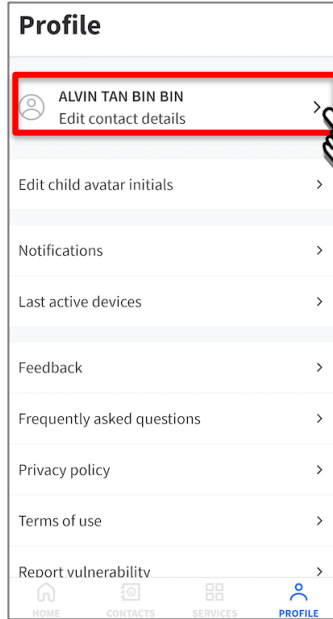 Profile
ALVIN TAN BIN BIN
Edit contact details
Edit child avatar initials
Notifications
Last active devices
Feedback
Frequently asked questions
Privacy policy
Terms of use
Report vulnerability
HOME CONTACTS SERVICES PROFILE